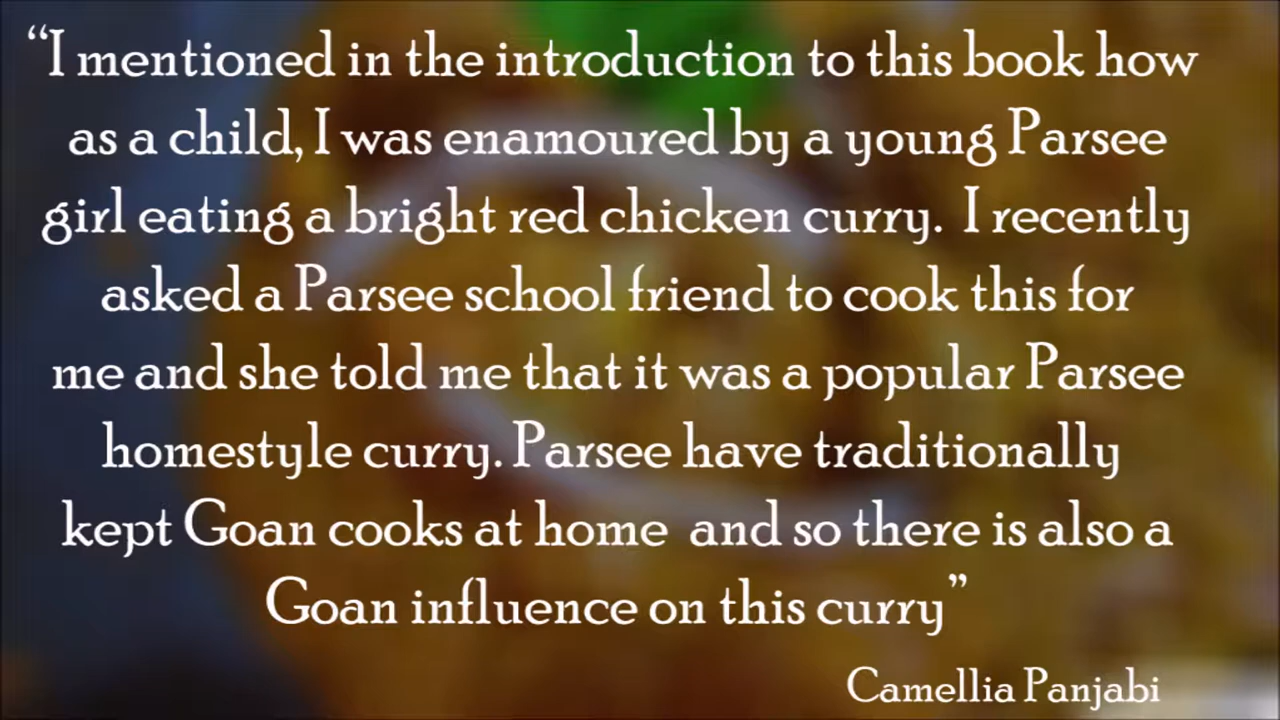 “I mentioned in the introduction to this book how
as a child, I was enamoured by a young Parsee
girl eating a bright red chicken curry.  I recently
asked a Parsee school friend to cook this for
me and she told me that it was a popular Parsee
homestyle curry. Parsee have traditionally
kept Goan cooks at home  and so there is also a
Goan influence on this curry”
Camellia Panjabi